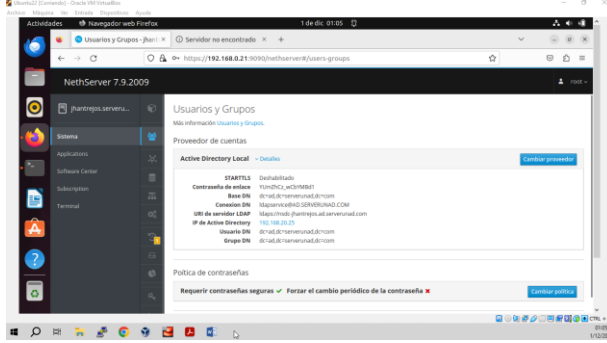 Ubuntu22 [Corriendo] - Oracle VM VirtualBox
Archivo Máquina Ver Entrada Dispositivos Ayuda
Actividades Navegador web Firefox 1 de dic 01:05
Usuarios y Grupos - jhant × Servidor no encontrado × +
https://192.168.0.21:9090/nethserver#/users-groups
NethServer 7.9.2009 root
jhantrejos.serveru...
Sistema
Applications
Software Center
Subscription
Terminal
Usuarios y Grupos
Más información Usuarios y Grupos.
Proveedor de cuentas
Active Directory Local Detalles Cambiar proveedor
STARTTLS Deshabilitado
Contraseña de enlace
Base DN dc=ad,dc=serverunad,dc=com
Conexion DN ldapservice@AD.SERVERUNAD.COM
URI de servidor LDAP ldaps://nsdc-jhantrejos.ad.serverunad.com
IP de Active Directory 192.168.20.25
Usuario DN dc=ad,dc=serverunad,dc=com
Grupo DN dc=ad,dc=serverunad,dc=com
Política de contraseñas
Requerir contraseñas seguras ✔ Forzar el cambio periódico de la contraseña ✖ Cambiar política
CTRL
01:05